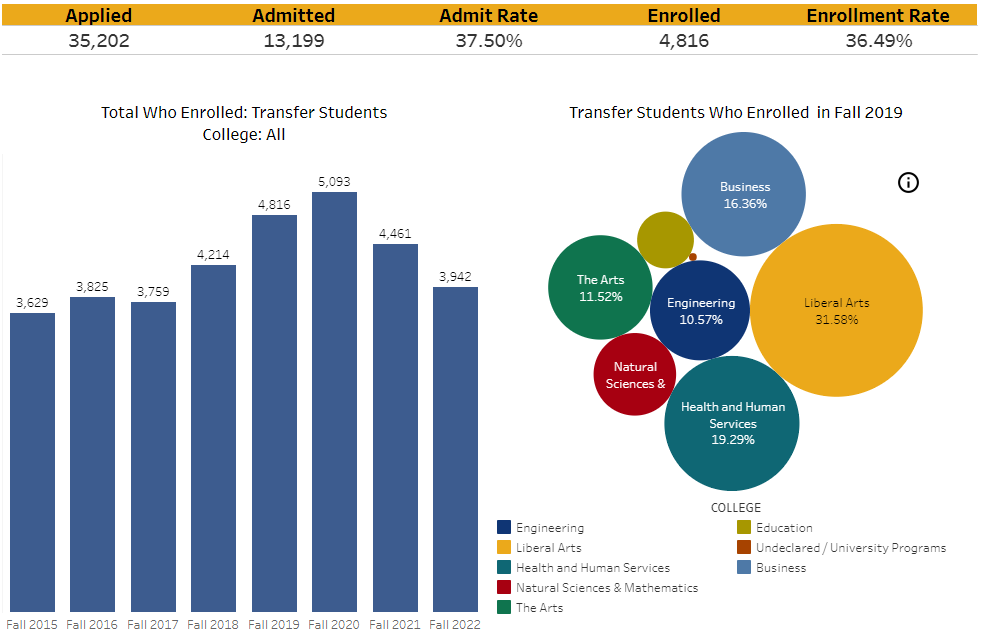 Applied Admitted Admit Rate Enrolled Enrollment Rate
35,202 13,199 37.50% 4,816 36.49%
Total Who Enrolled: Transfer Students
College: All
3,629 3,825 3,759 4,214 4,816 5,093 4,461 3,942
Fall 2015 Fall 2016 Fall 2017 Fall 2018 Fall 2019 Fall 2020 Fall 2021 Fall 2022
Transfer Students Who Enrolled in Fall 2019
Business
16.36%
The Arts
11.52%
Engineering
10.57%
Liberal Arts
31.58%
Natural
Sciences &
Health and Human
Services
19.29%
COLLEGE
Engineering
Liberal Arts
Health and Human Services
Natural Sciences & Mathematics
The Arts
Education
Undeclared / University Programs
Business